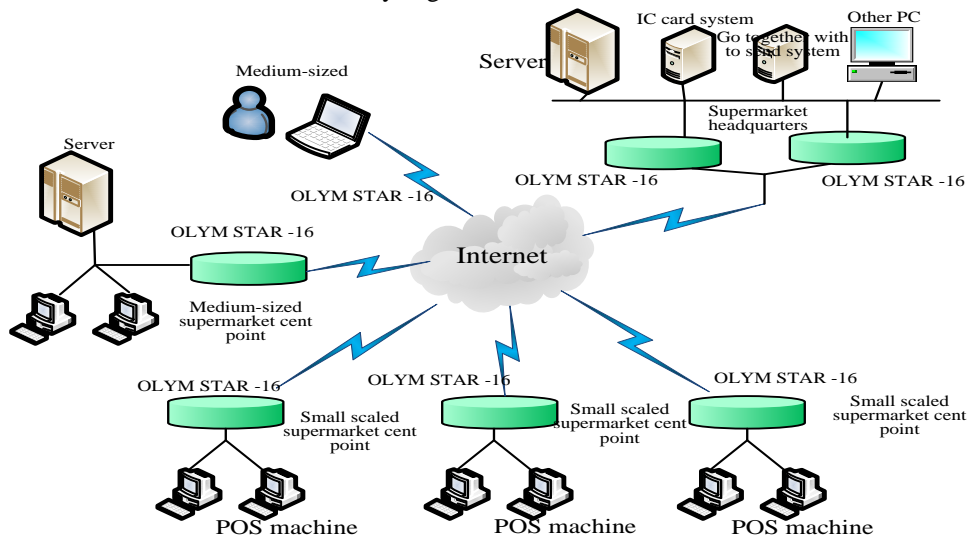 IC card system
Other PC
Go together with
to send system
Server
Medium-sized
Supermarket
headquarters
Server
OLYM STAR -16
OLYM STAR -16
OLYM STAR -16
OLYM STAR -16
Internet
Medium-sized
supermarket cent
point
OLYM STAR -16
OLYM STAR -16
OLYM STAR -16
Small scaled
supermarket cent
point
Small scaled
supermarket cent
point
Small scaled
supermarket cent
point
POS machine
POS machine
POS machine